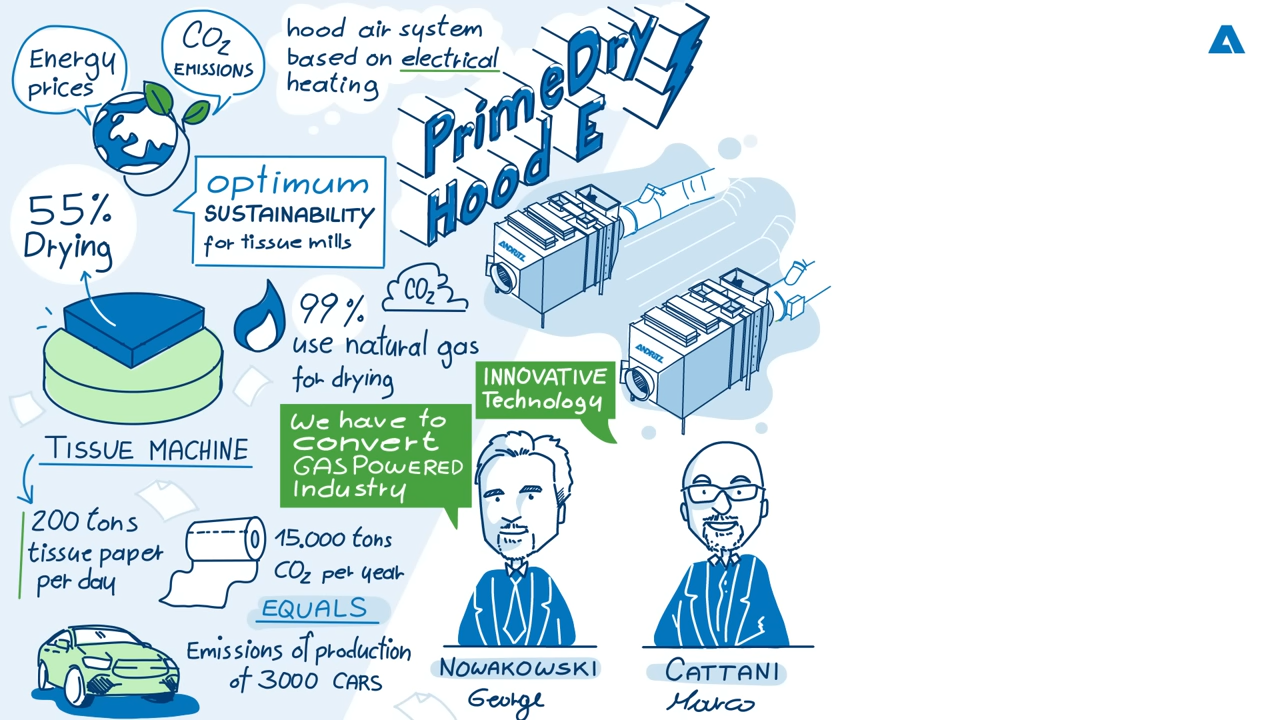 Energy
prices
CO2
EMISSIONS
hood air system
based on electrical
heating
PrimeDry
Hood E
optimum
SUSTAINABILITY
for tissue mills
55%
Drying
99%
use natural gas
for drying
CO2
ANDRITZ
ANDRITZ
INNOVATIVE
Technology
We have to
convert
GAS POWERED
Industry
TISSUE MACHINE
200 tons
tissue paper
per day
15.000 tons
CO2 per year
EQUALS
Emissions of production
of 3000 CARS
NOWAKOWSKI
George
CATTANI
Marco